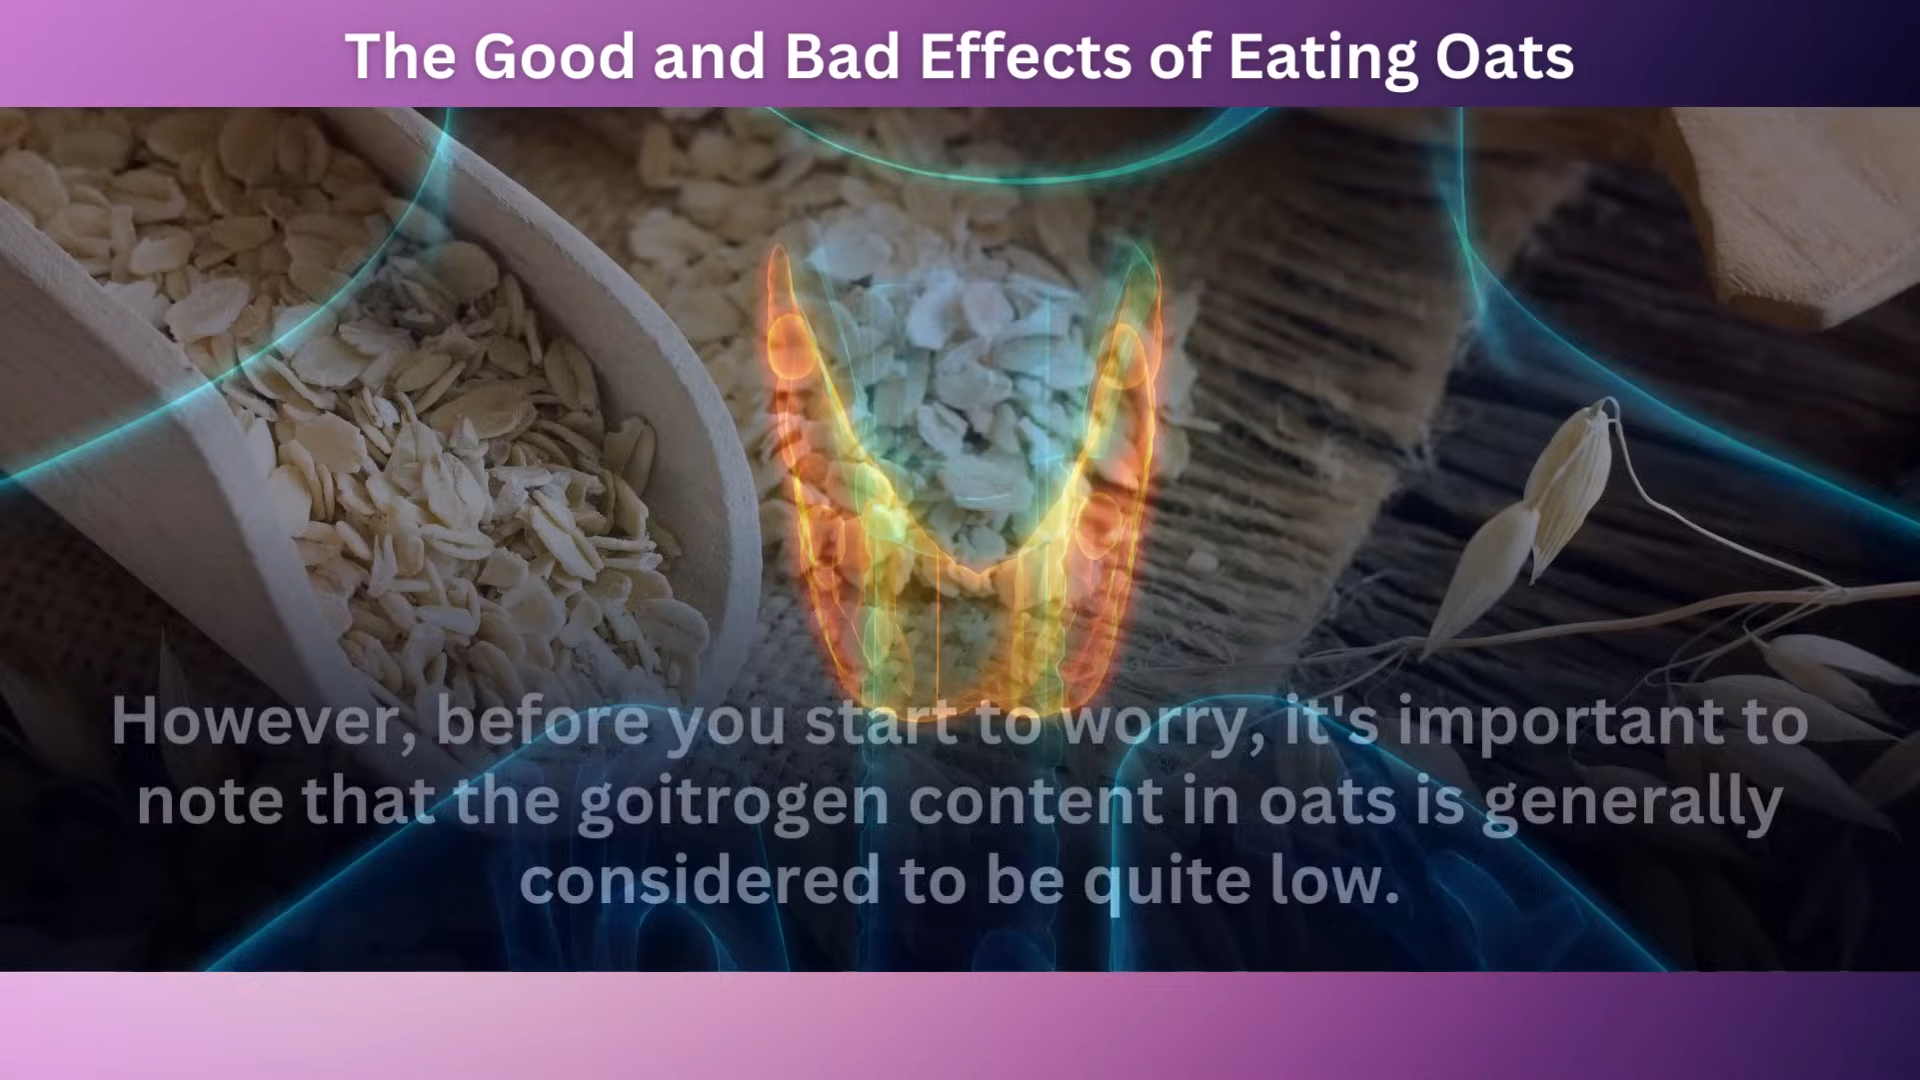 The Good and Bad Effects of Eating Oats
However, before you start to worry, it's important to
note that the goitrogen content in oats is generally
considered to be quite low.